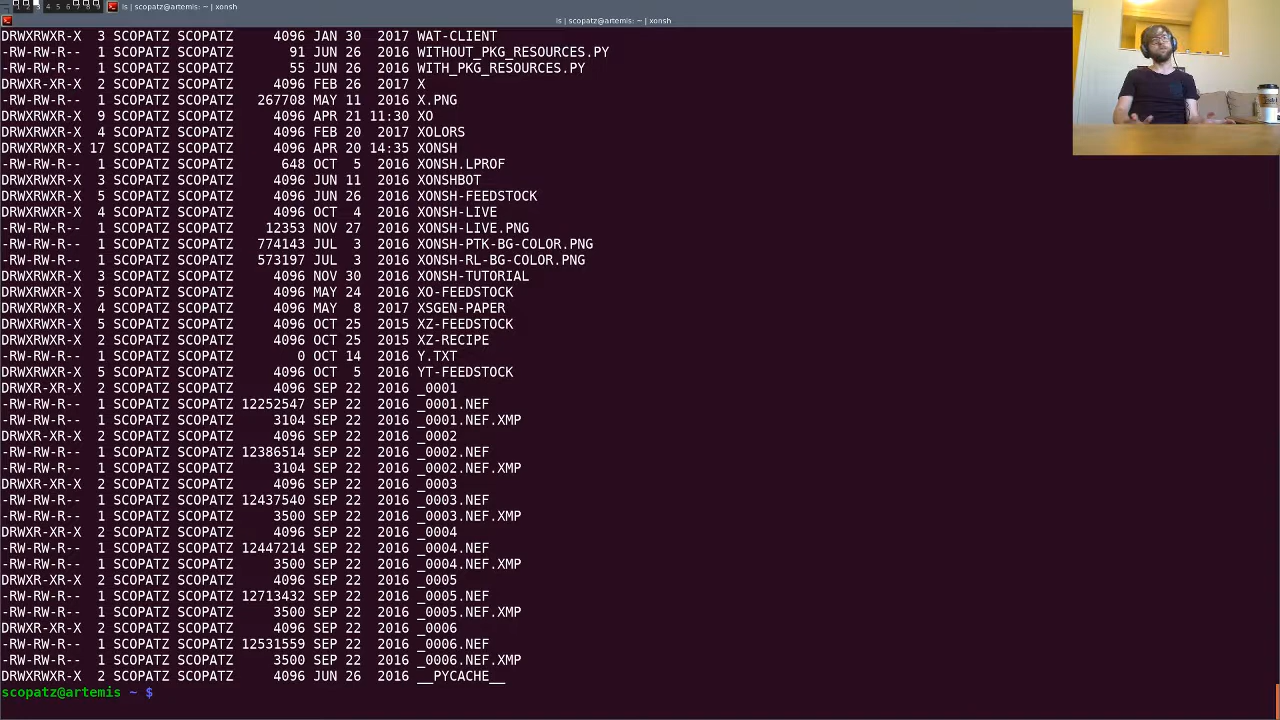 1 2 3 4 5 6 7 8 9 ls | scopatz@artemis: ~ | xonsh
ls | scopatz@artemis: ~ | xonsh
DRWXRWXR-X  3 SCOPATZ SCOPATZ     4096 JAN 30  2017 WAT-CLIENT
-RW-RW-R--  1 SCOPATZ SCOPATZ       91 JUN 26  2016 WITHOUT_PKG_RESOURCES.PY
-RW-RW-R--  1 SCOPATZ SCOPATZ       55 JUN 26  2016 WITH_PKG_RESOURCES.PY
DRWXR-XR-X  2 SCOPATZ SCOPATZ     4096 FEB 26  2017 X
-RW-RW-R--  1 SCOPATZ SCOPATZ   267708 MAY 11  2016 X.PNG
DRWXRWXR-X  9 SCOPATZ SCOPATZ     4096 APR 21 11:30 XO
DRWXRWXR-X  4 SCOPATZ SCOPATZ     4096 FEB 20  2017 XOLORS
DRWXRWXR-X 17 SCOPATZ SCOPATZ     4096 APR 20 14:35 XONSH
-RW-RW-R--  1 SCOPATZ SCOPATZ      648 OCT  5  2016 XONSH.LPROF
DRWXRWXR-X  3 SCOPATZ SCOPATZ     4096 JUN 11  2016 XONSHBOT
DRWXRWXR-X  5 SCOPATZ SCOPATZ     4096 JUN 26  2016 XONSH-FEEDSTOCK
DRWXRWXR-X  4 SCOPATZ SCOPATZ     4096 OCT  4  2016 XONSH-LIVE
-RW-RW-R--  1 SCOPATZ SCOPATZ    12353 NOV 27  2016 XONSH-LIVE.PNG
-RW-RW-R--  1 SCOPATZ SCOPATZ   774143 JUL  3  2016 XONSH-PTK-BG-COLOR.PNG
-RW-RW-R--  1 SCOPATZ SCOPATZ   573197 JUL  3  2016 XONSH-RL-BG-COLOR.PNG
DRWXRWXR-X  3 SCOPATZ SCOPATZ     4096 NOV 30  2016 XONSH-TUTORIAL
DRWXRWXR-X  5 SCOPATZ SCOPATZ     4096 MAY 24  2016 XO-FEEDSTOCK
DRWXRWXR-X  4 SCOPATZ SCOPATZ     4096 MAY  8  2017 XSGEN-PAPER
DRWXRWXR-X  5 SCOPATZ SCOPATZ     4096 OCT 25  2015 XZ-FEEDSTOCK
DRWXRWXR-X  2 SCOPATZ SCOPATZ     4096 OCT 25  2015 XZ-RECIPE
-RW-RW-R--  1 SCOPATZ SCOPATZ        0 OCT 14  2016 Y.TXT
DRWXRWXR-X  5 SCOPATZ SCOPATZ     4096 OCT  5  2016 YT-FEEDSTOCK
DRWXR-XR-X  2 SCOPATZ SCOPATZ     4096 SEP 22  2016 _0001
-RW-RW-R--  1 SCOPATZ SCOPATZ 12252547 SEP 22  2016 _0001.NEF
-RW-RW-R--  1 SCOPATZ SCOPATZ     3104 SEP 22  2016 _0001.NEF.XMP
DRWXR-XR-X  2 SCOPATZ SCOPATZ     4096 SEP 22  2016 _0002
-RW-RW-R--  1 SCOPATZ SCOPATZ 12386514 SEP 22  2016 _0002.NEF
-RW-RW-R--  1 SCOPATZ SCOPATZ     3104 SEP 22  2016 _0002.NEF.XMP
DRWXR-XR-X  2 SCOPATZ SCOPATZ     4096 SEP 22  2016 _0003
-RW-RW-R--  1 SCOPATZ SCOPATZ 12437540 SEP 22  2016 _0003.NEF
-RW-RW-R--  1 SCOPATZ SCOPATZ     3500 SEP 22  2016 _0003.NEF.XMP
DRWXR-XR-X  2 SCOPATZ SCOPATZ     4096 SEP 22  2016 _0004
-RW-RW-R--  1 SCOPATZ SCOPATZ 12447214 SEP 22  2016 _0004.NEF
-RW-RW-R--  1 SCOPATZ SCOPATZ     3500 SEP 22  2016 _0004.NEF.XMP
DRWXR-XR-X  2 SCOPATZ SCOPATZ     4096 SEP 22  2016 _0005
-RW-RW-R--  1 SCOPATZ SCOPATZ 12713432 SEP 22  2016 _0005.NEF
-RW-RW-R--  1 SCOPATZ SCOPATZ     3500 SEP 22  2016 _0005.NEF.XMP
DRWXR-XR-X  2 SCOPATZ SCOPATZ     4096 SEP 22  2016 _0006
-RW-RW-R--  1 SCOPATZ SCOPATZ 12531559 SEP 22  2016 _0006.NEF
-RW-RW-R--  1 SCOPATZ SCOPATZ     3500 SEP 22  2016 _0006.NEF.XMP
DRWXRWXR-X  2 SCOPATZ SCOPATZ     4096 JUN 26  2016 __PYCACHE__
scopatz@artemis ~ $